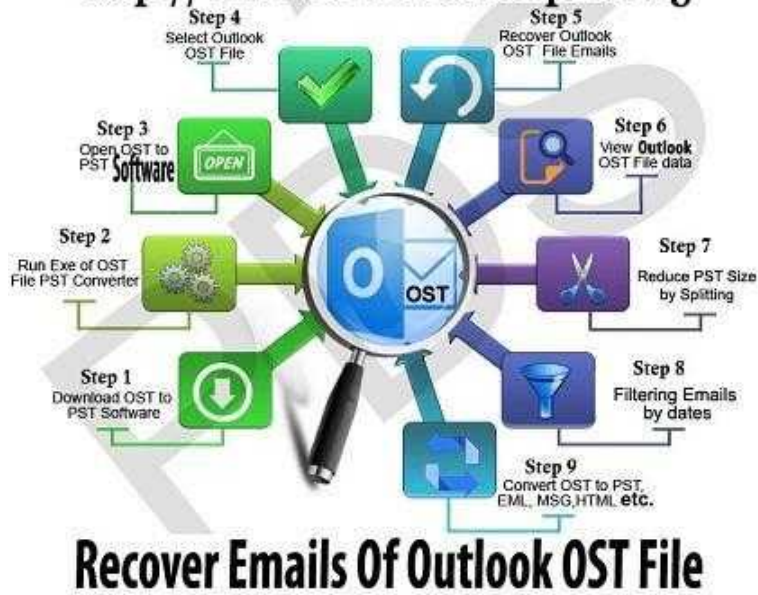 Step 1
Download OST to
PST Software
Step 2
Run Exe of OST
File PST Converter
Step 3
Open OST to
PST Software
OPEN
Step 4
Select Outlook
OST File
Step 5
Recover Outlook
OST File Emails
Step 6
View Outlook
OST File data
Step 7
Reduce PST Size
by Splitting
Step 8
Filtering Emails
by dates
Step 9
Convert OST to PST,
EML, MSG,HTML etc.
O
OST
Recover Emails Of Outlook OST File